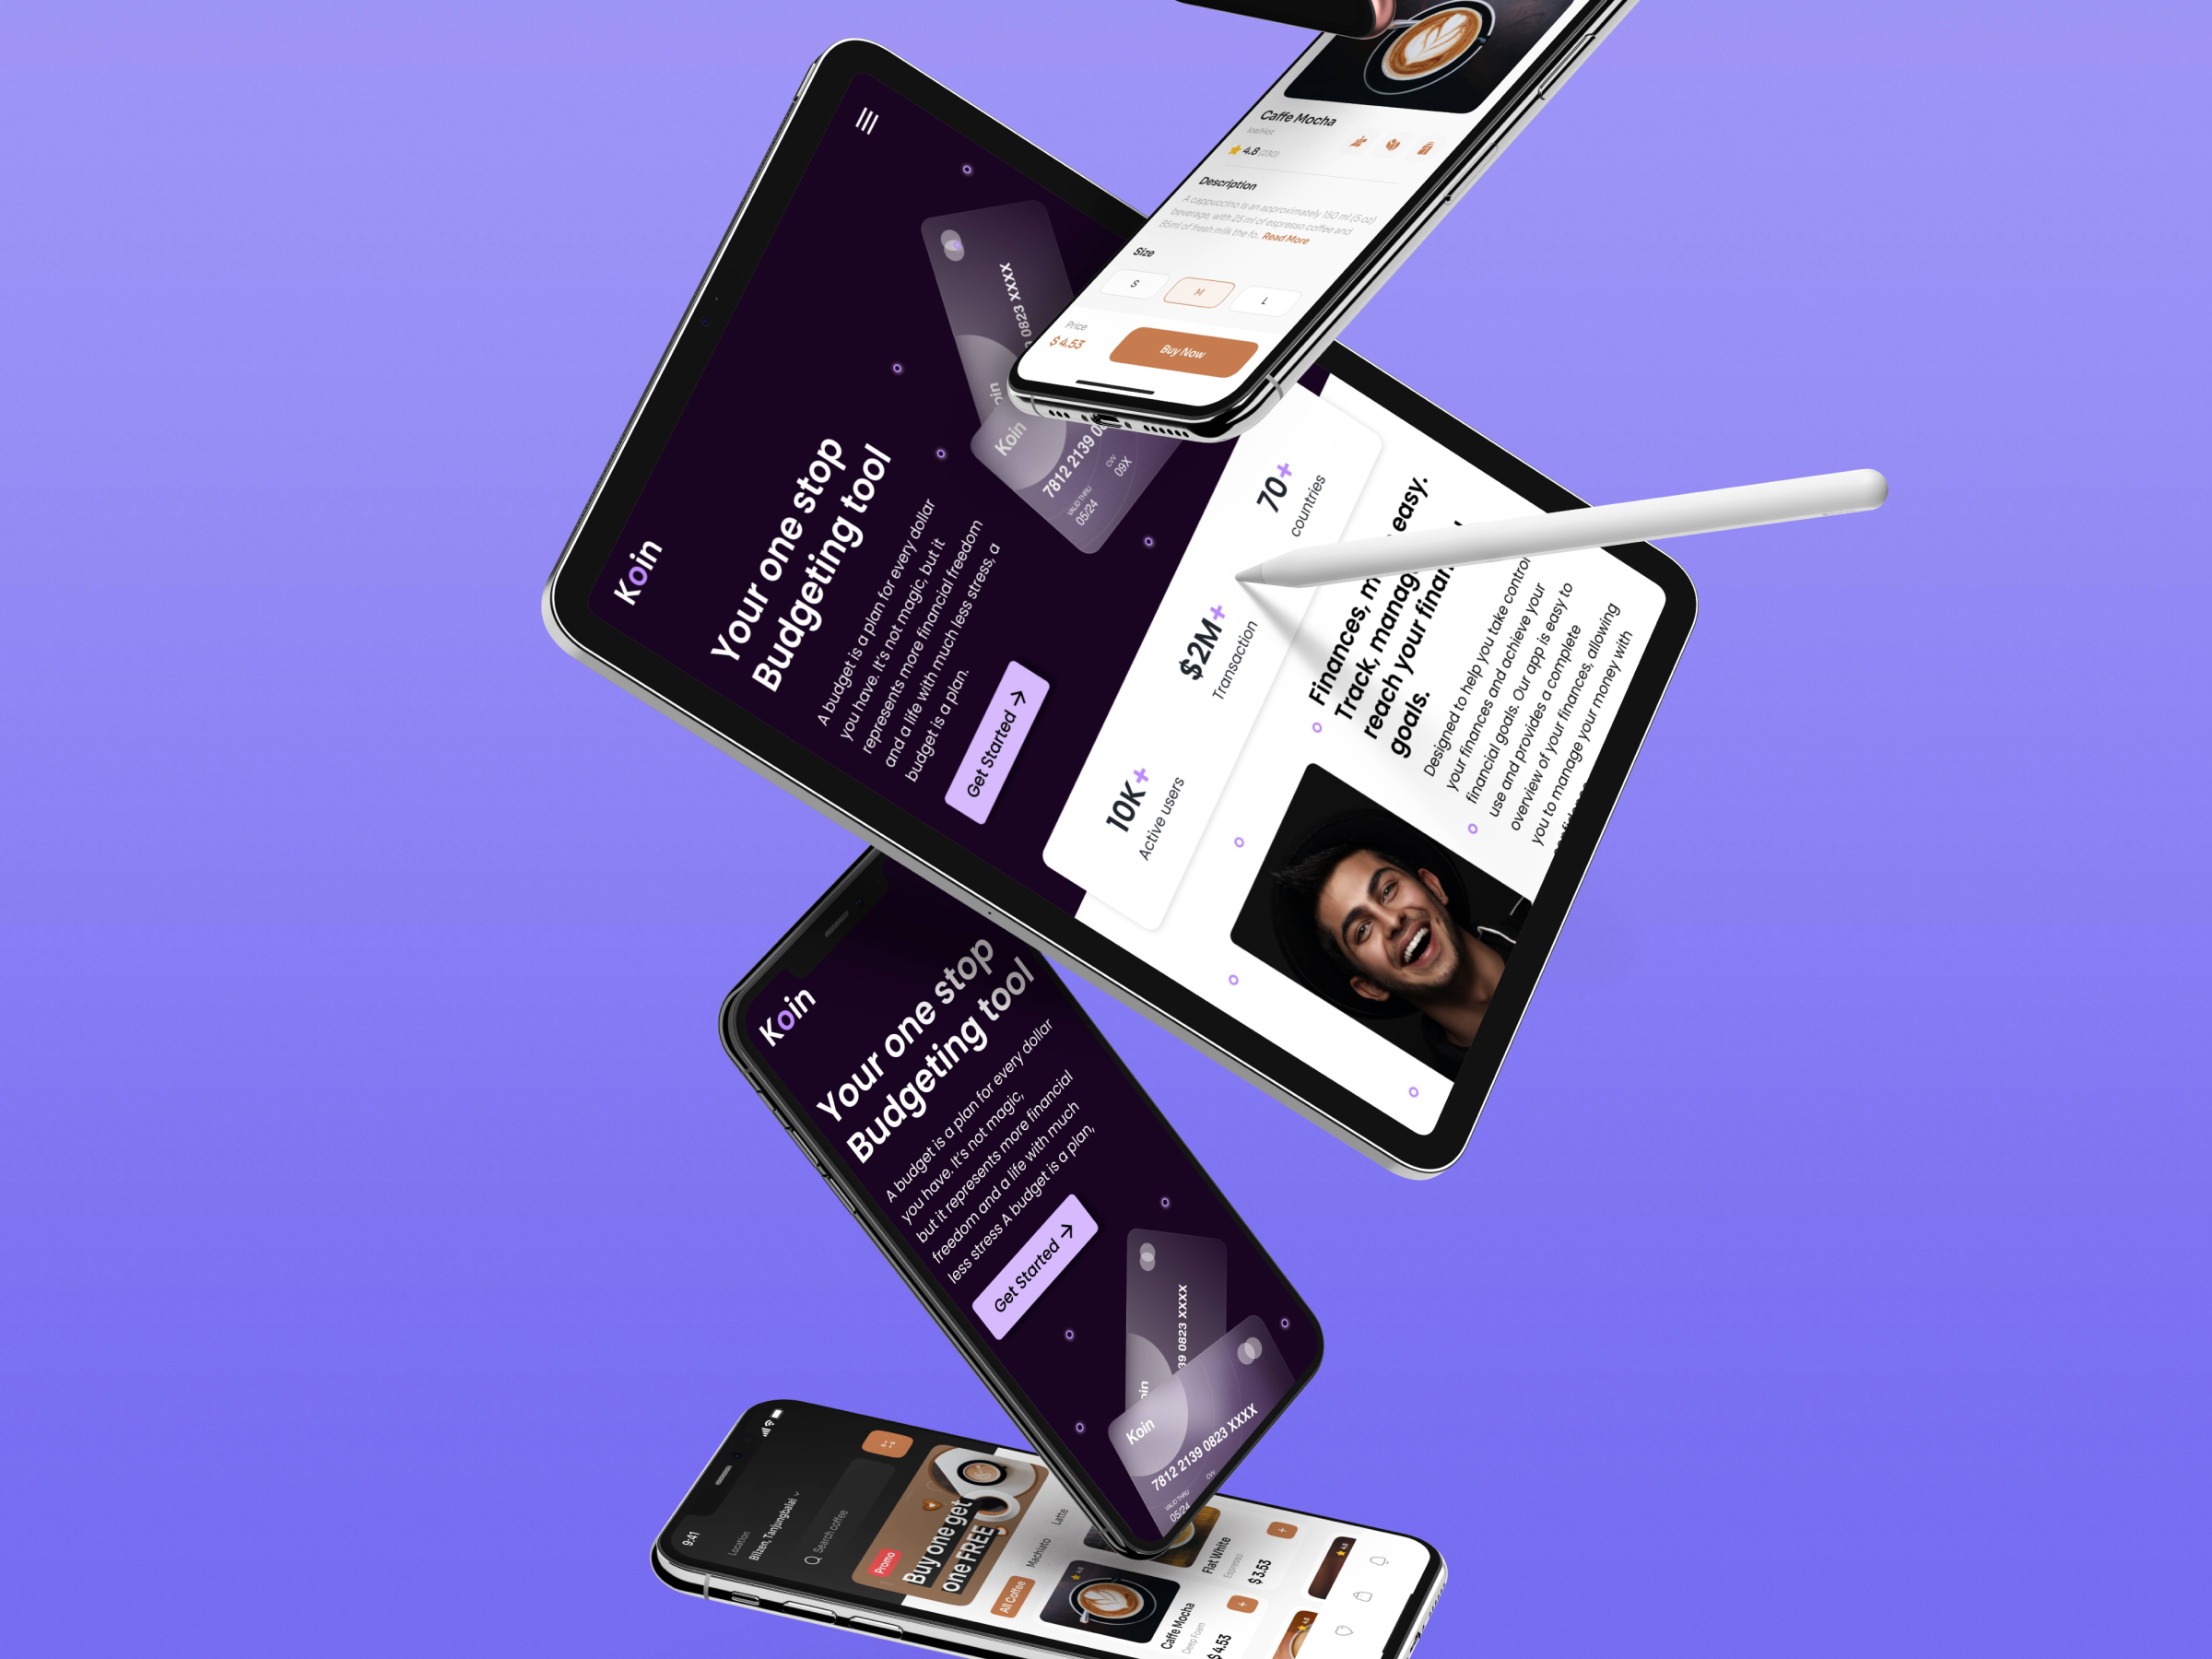 Caffe Mocha
Ice/Hot
4.8 (230)
Description
A cappuccino is an approximately 150 ml (5 oz)
beverage, with 25 ml of espresso coffee and
85ml of fresh milk the fo.. Read More
Size
S
M
L
Price
$ 4.53
Buy Now
Koin
Your one stop
Budgeting tool
A budget is a plan for every dollar
you have. It's not magic, but it
represents more financial freedom
and a life with much less stress, a
budget is a plan.
Get Started →
0823 XXXX
oin
Koin
7812 2139
VALID THRU
05/24
CVV
09X
10K+
Active users
$2M+
Transaction
70+
countries
Finances, easy.
Track,
reach your
goals.
Designed to help you take control
your finances and achieve your
financial goals. Our app is easy to
use and provides a complete
overview of your finances, allowing
you to manage your money with
Koin
Your one stop
Budgeting tool
A budget is a plan for every dollar
you have. It's not magic,
but it represents more financial
freedom and a life with much
less stress A budget is a plan,
Get Started →
39 0823 XXXX
oin
Koin
7812 2139 0823 XXXX
VALID THRU
05/24
CVV
9:41
Location
Bilzen, Tanjungbalai
Search coffee
Promo
Buy one get
one FREE
All Coffee
Machiato
Latte
4.8
Caffe Mocha
Deep Foam
$ 4.53
+
Flat White
Espresso
$ 3.53
+
4.8
4.8